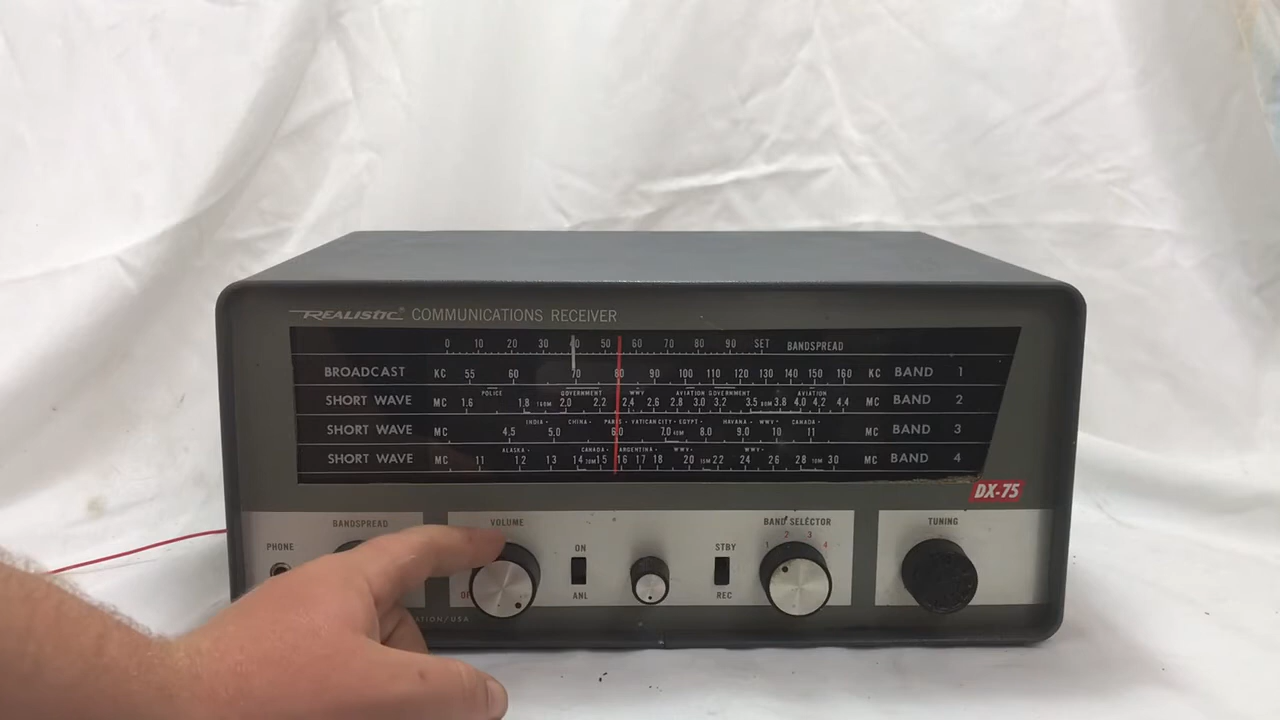 REALISTIC® COMMUNICATIONS RECEIVER
0 10 20 30 40 50 60 70 80 90 SET BANDSPREAD
BROADCAST KC 55 60 70 80 90 100 110 120 130 140 150 160 KC BAND 1
POLICE GOVERNMENT WWV AVIATION GOVERNMENT AVIATION
SHORT WAVE MC 1.6 1.8 160M 2.0 2.2 2.4 2.6 2.8 3.0 3.2 3.5 80M 3.8 4.0 4.2 4.4 MC BAND 2
INDIA • CHINA • PARIS • VATICAN CITY • EGYPT • HAVANA • WWV • CANADA •
SHORT WAVE MC 4.5 5.0 6.0 7.0 40M 8.0 9.0 10 11 MC BAND 3
ALASKA • CANADA • ARGENTINA • WWV • WWV •
SHORT WAVE MC 11 12 13 14 20M 15 16 17 18 20 15M 22 24 26 28 10M 30 MC BAND 4
DX-75
BANDSPREAD VOLUME BAND SELECTOR TUNING
1 2 3 4
PHONE ON STBY
ANL REC